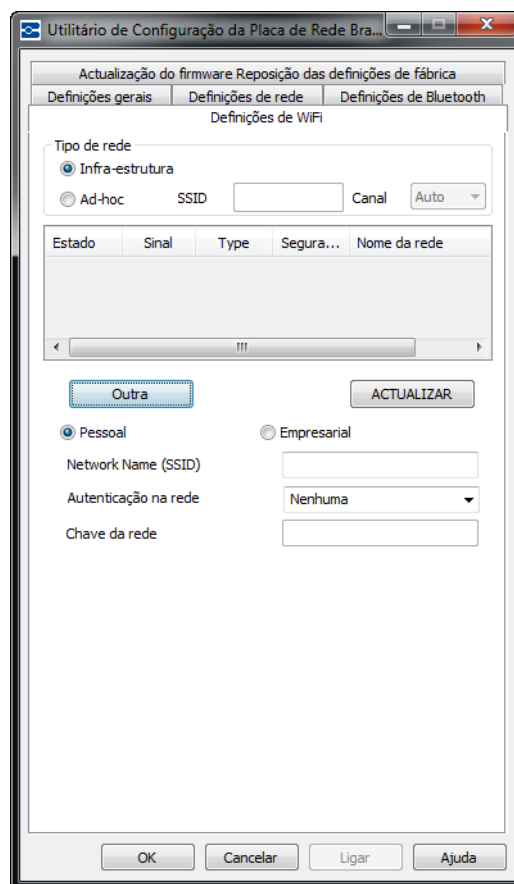 Utilitário de Configuração da Placa de Rede Bra...
Actualização do firmware Reposição das definições de fábrica
Definições gerais Definições de rede Definições de Bluetooth
Definições de WiFi
Tipo de rede
Infra-estrutura
Ad-hoc SSID Canal Auto
Estado Sinal Type Segura... Nome da rede
Outra ACTUALIZAR
Pessoal Empresarial
Network Name (SSID)
Autenticação na rede Nenhuma
Chave da rede
OK Cancelar Ligar Ajuda